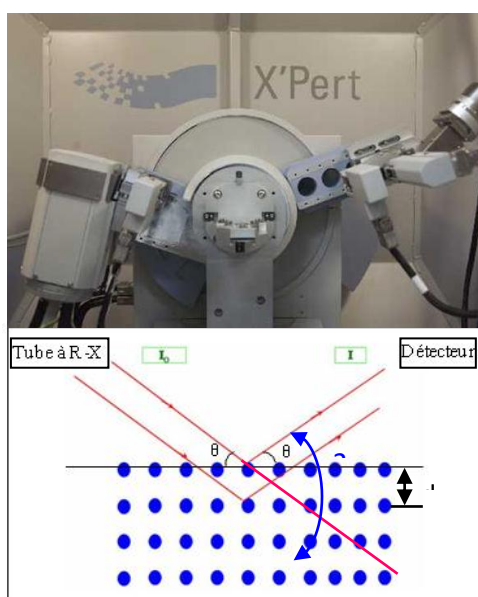 X'Pert
Tube à R-X
I₀
I
Détecteur
θ
θ